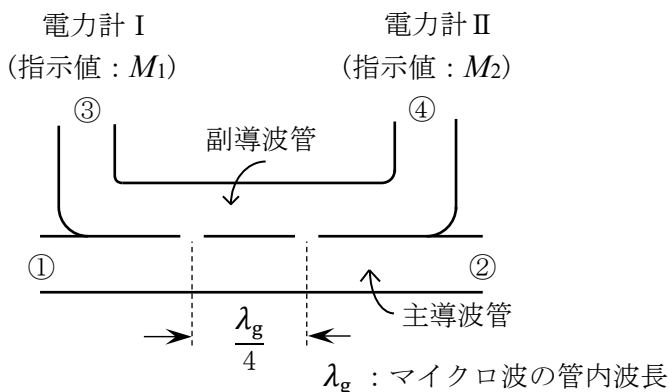 電力計Ⅰ 電力計Ⅱ
(指示値:M1) (指示値:M2)
③ ④
副導波管
① ②
主導波管
λg
4
λg :マイクロ波の管内波長